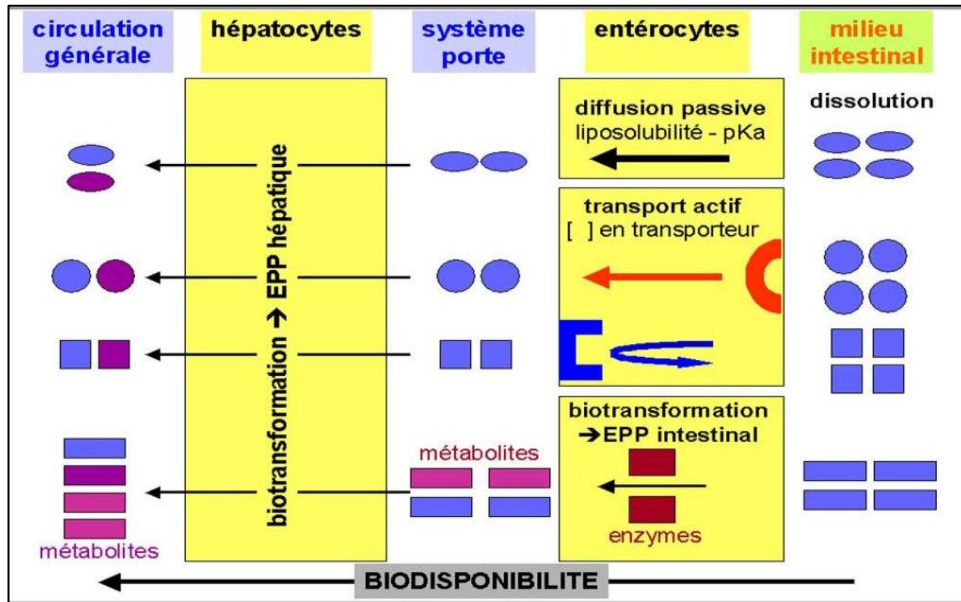 circulation
générale
hépatocytes
système
porte
entérocytes
milieu
intestinal
dissolution
diffusion passive
liposolubilité - pKa
transport actif
[ ] en transporteur
biotransformation ➔ EPP hépatique
biotransformation
➔EPP intestinal
métabolites
enzymes
métabolites
BIODISPONIBILITE